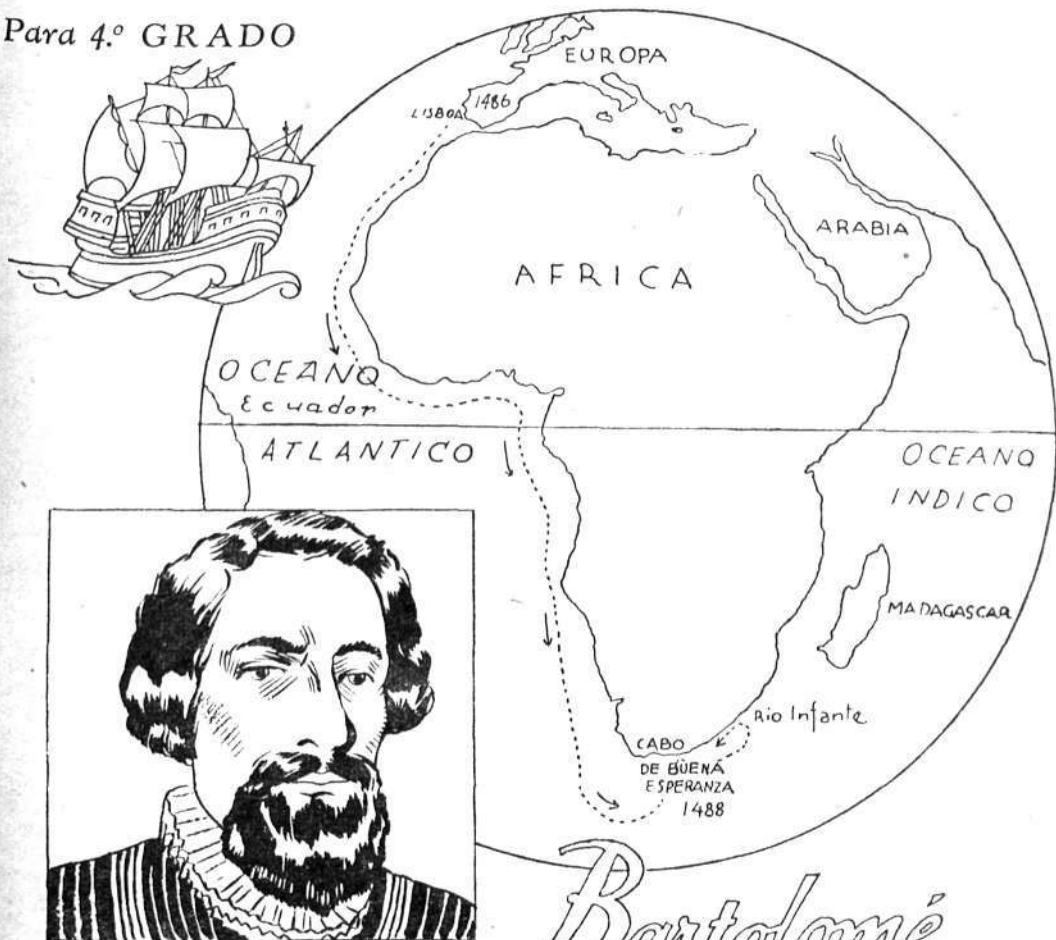 Para 4.º GRADO
EUROPA
1486
LISBOA
ARABIA
AFRICA
OCEANO
Ecuador
ATLANTICO
OCEANO
INDICO
MADAGASCAR
Rio Infante
CABO
DE BUENA
ESPERANZA
1488
Bartolomé